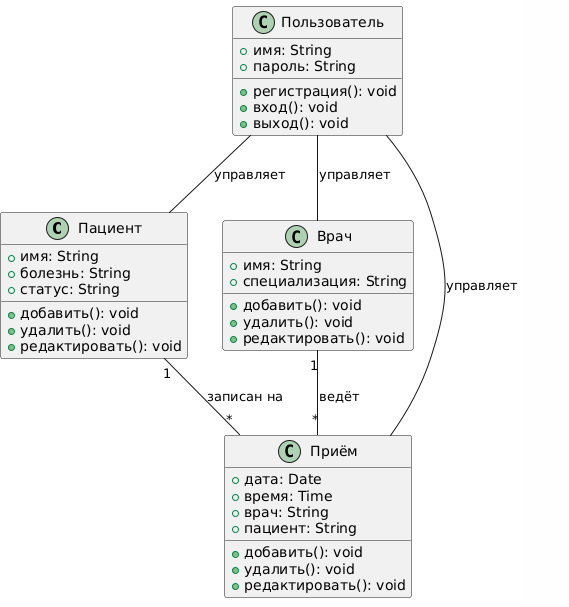 C Пользователь
имя: String
пароль: String
регистрация(): void
вход(): void
выход(): void
управляет
управляет
C Пациент
имя: String
болезнь: String
статус: String
добавить(): void
удалить(): void
редактировать(): void
C Врач
имя: String
специализация: String
добавить(): void
удалить(): void
редактировать(): void
управляет
1
1
записан на
ведёт
*
*
C Приём
дата: Date
время: Time
врач: String
пациент: String
добавить(): void
удалить(): void
редактировать(): void